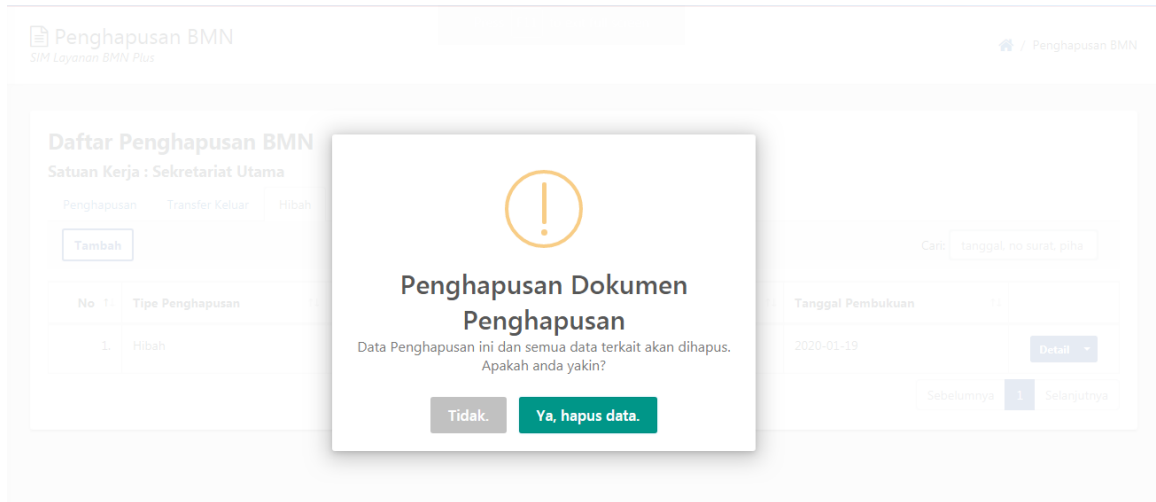 Penghapusan BMN
SIM Layanan BMN Plus
/ Penghapusan BMN
Daftar Penghapusan BMN
Satuan Kerja : Sekretariat Utama
Penghapusan Transfer Keluar Hibah
Tambah
Cari: tanggal, no surat, piha
No Tipe Penghapusan Tanggal Pembukuan
1. Hibah 2020-01-19 Detail
Sebelumnya 1 Selanjutnya
Penghapusan Dokumen
Penghapusan
Data Penghapusan ini dan semua data terkait akan dihapus.
Apakah anda yakin?
Tidak. Ya, hapus data.